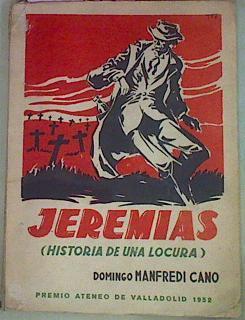 JEREMIAS
(HISTORIA DE UNA LOCURA)
DOMINGO MANFREDI CANO
PREMIO ATENEO DE VALLADOLID 1952